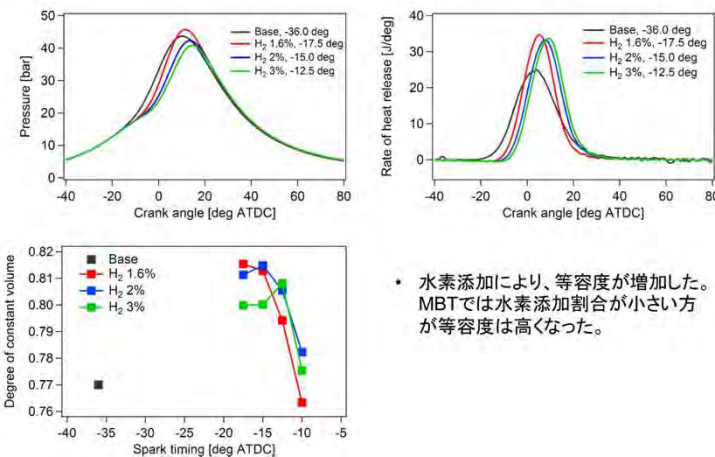 Base, -36.0 deg
H₂ 1.6%, -17.5 deg
H₂ 2%, -15.0 deg
H₂ 3%, -12.5 deg
Pressure [bar]
50
40
30
20
10
0
-40 -20 0 20 40 60 80
Crank angle [deg ATDC]
Base, -36.0 deg
H₂ 1.6%, -17.5 deg
H₂ 2%, -15.0 deg
H₂ 3%, -12.5 deg
Rate of heat release [J/deg]
40
30
20
10
0
-40 -20 0 20 40 60 80
Crank angle [deg ATDC]
Base
H₂ 1.6%
H₂ 2%
H₂ 3%
Degree of constant volume
0.82
0.81
0.80
0.79
0.78
0.77
0.76
-40 -35 -30 -25 -20 -15 -10 -5
Spark timing [deg ATDC]
• 水素添加により、等容度が増加した。
MBTでは水素添加割合が小さい方
が等容度は高くなった。